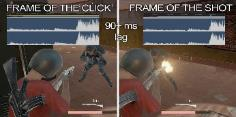 FRAME OF THE CLICK
FRAME OF THE SHOT
90+ ms
lag